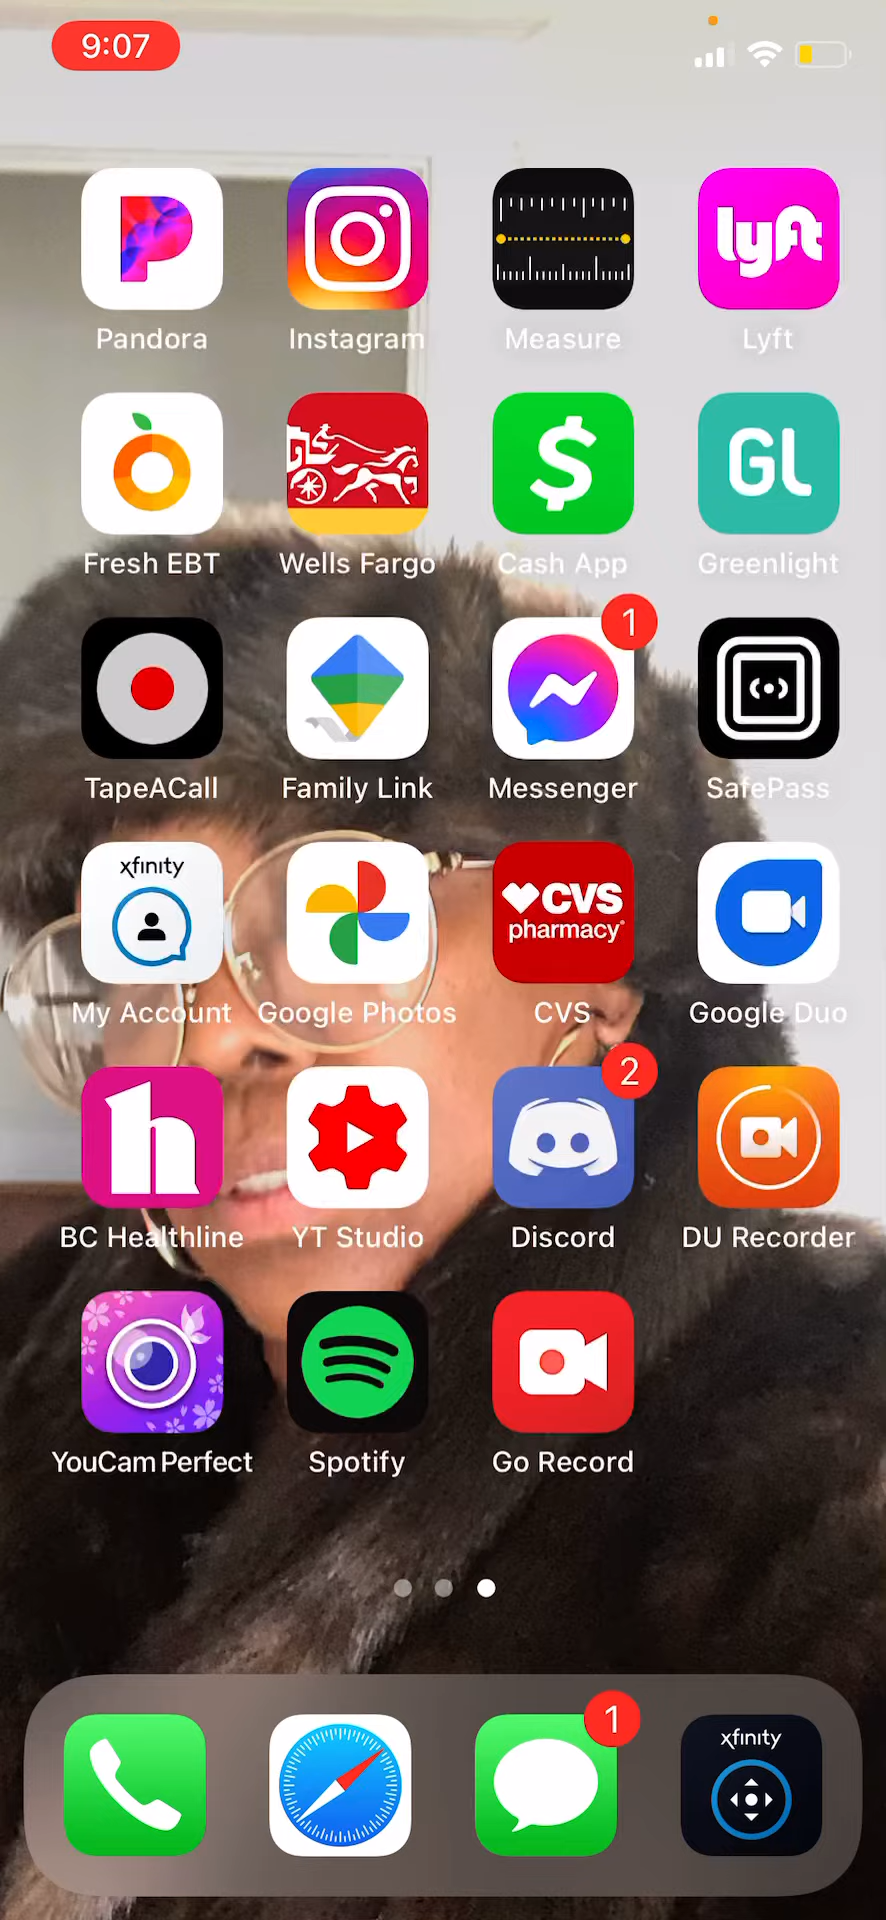 9:07
lyft
Pandora Instagram Measure Lyft
$ GL
Fresh EBT Wells Fargo Cash App Greenlight
1
TapeACall Family Link Messenger SafePass
xfinity
CVS
pharmacy
My Account Google Photos CVS Google Duo
2
BC Healthline YT Studio Discord DU Recorder
YouCam Perfect Spotify Go Record
1
xfinity